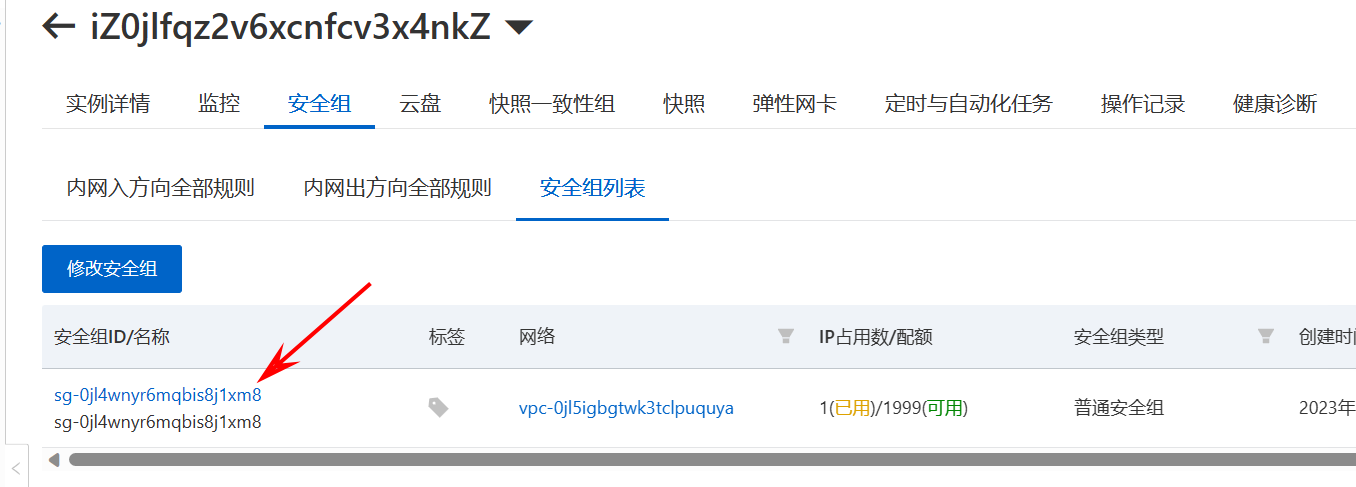 iZ0jlfqz2v6xcnfcv3x4nkZ
实例详情 监控 安全组 云盘 快照一致性组 快照 弹性网卡 定时与自动化任务 操作记录 健康诊断
内网入方向全部规则 内网出方向全部规则 安全组列表
修改安全组
安全组ID/名称 标签 网络 IP占用数/配额 安全组类型 创建时
sg-0jl4wnyr6mqbis8j1xm8
sg-0jl4wnyr6mqbis8j1xm8
vpc-0jl5igbgtwk3tclpuquya 1(已用)/1999(可用) 普通安全组 2023年